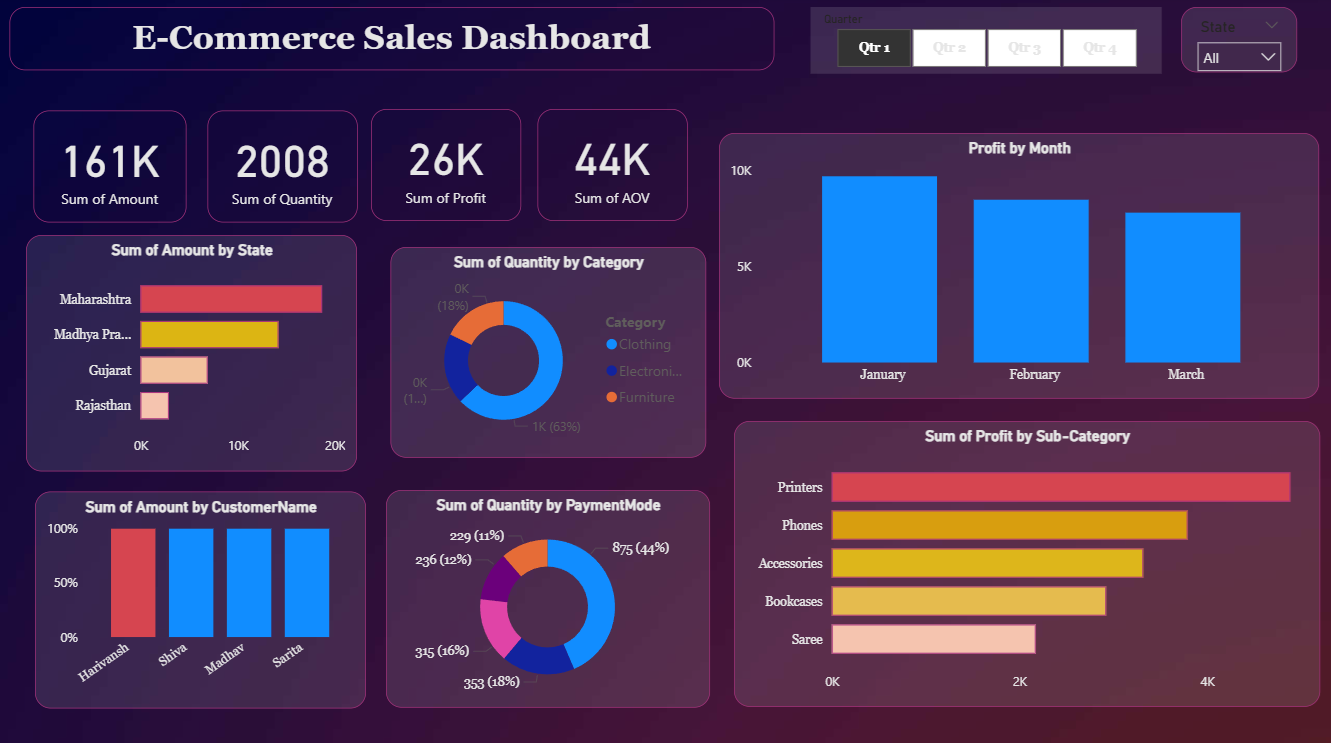 E-Commerce Sales Dashboard
Quarter
Qtr 1
Qtr 2
Qtr 3
Qtr 4
State
All
161K
Sum of Amount
2008
Sum of Quantity
26K
Sum of Profit
44K
Sum of AOV
Profit by Month
10K
5K
0K
January
February
March
Sum of Amount by State
Maharashtra
Madhya Pra...
Gujarat
Rajasthan
0K
10K
20K
Sum of Quantity by Category
0K
(18%)
0K
(1...)
1K (63%)
Category
Clothing
Electroni...
Furniture
Sum of Profit by Sub-Category
Printers
Phones
Accessories
Bookcases
Saree
0K
2K
4K
Sum of Amount by CustomerName
100%
50%
0%
Harivansh
Shiva
Madhav
Sarita
Sum of Quantity by PaymentMode
229 (11%)
236 (12%)
315 (16%)
353 (18%)
875 (44%)